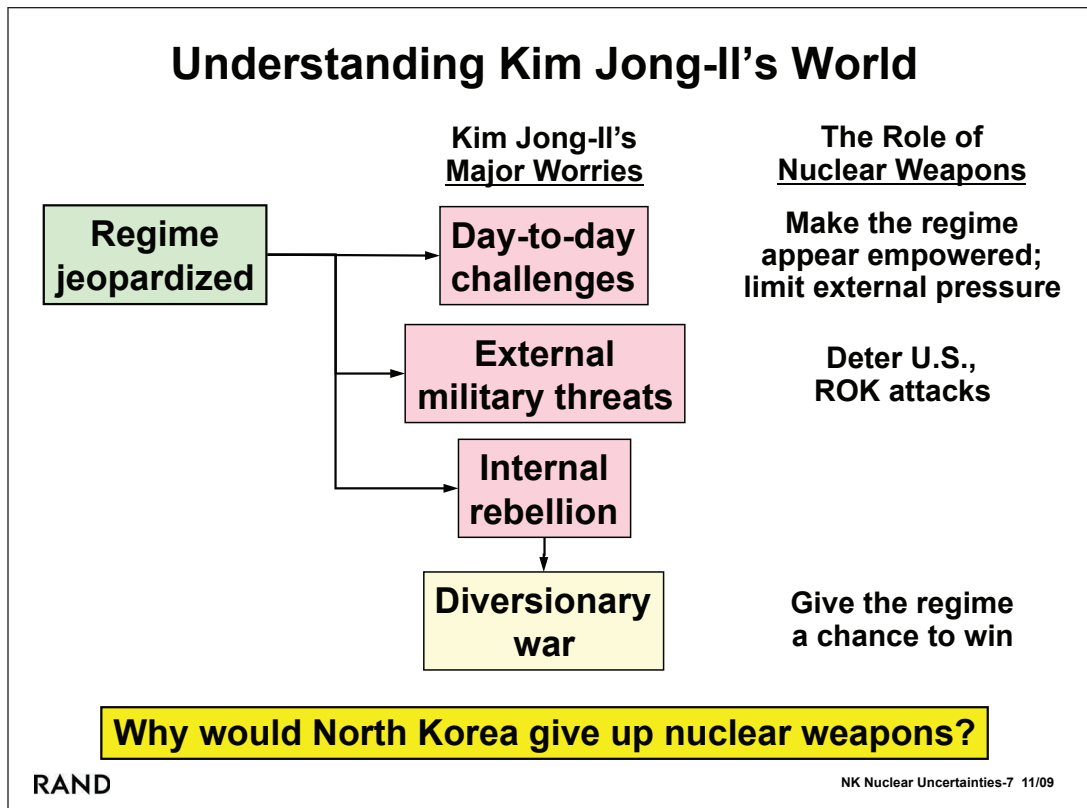 Understanding Kim Jong-Il's World
Kim Jong-Il's
Major Worries
The Role of
Nuclear Weapons
Regime
jeopardized
Day-to-day
challenges
Make the regime
appear empowered;
limit external pressure
External
military threats
Deter U.S.,
ROK attacks
Internal
rebellion
Diversionary
war
Give the regime
a chance to win
Why would North Korea give up nuclear weapons?
RAND
NK Nuclear Uncertainties-7 11/09